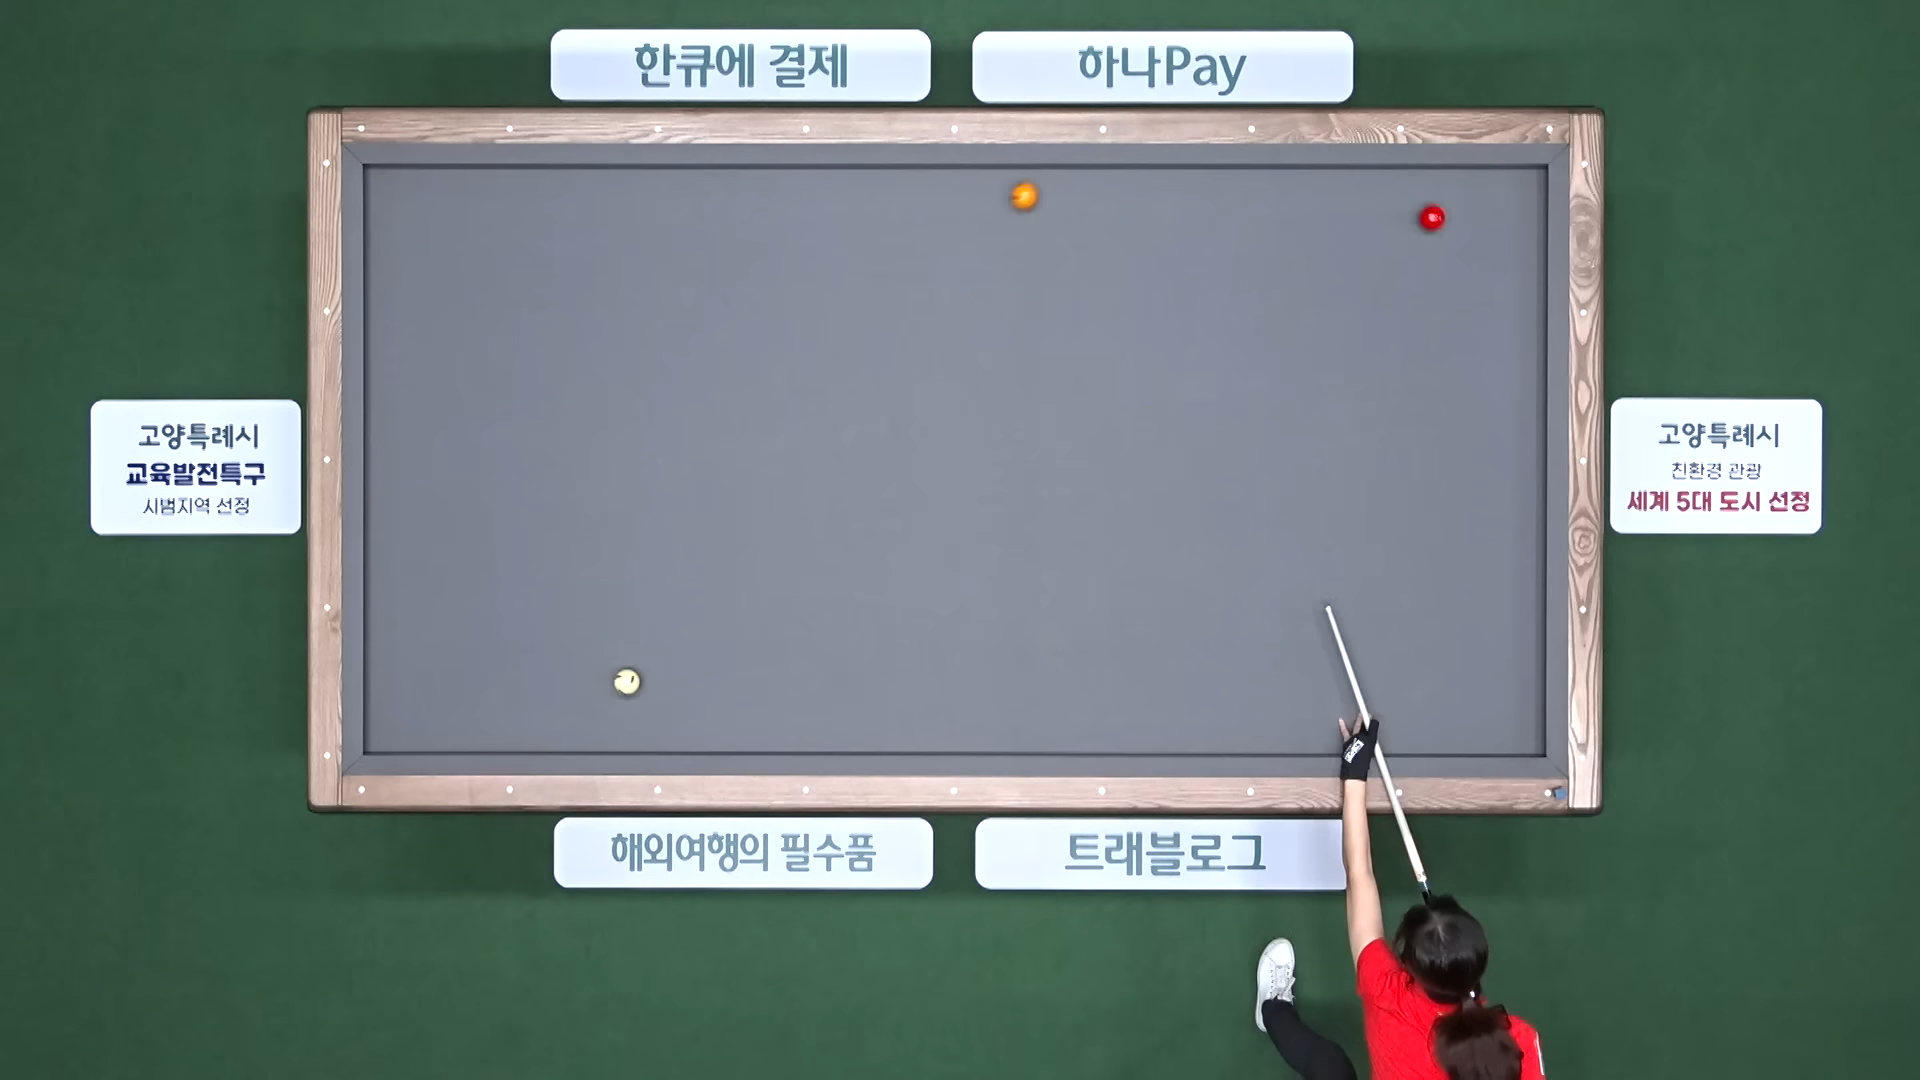 한큐에 결제
하나Pay
고양특례시
교육발전특구
시범지역 선정
고양특례시
친환경 관광
세계 5대 도시 선정
해외여행의 필수품
트래블로그